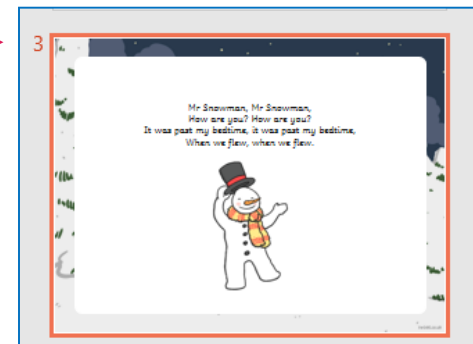 3
Mr Snowman, Mr Snowman,
How are you? How are you?
It was past my bedtime, it was past my bedtime,
When we flew, when we flew.